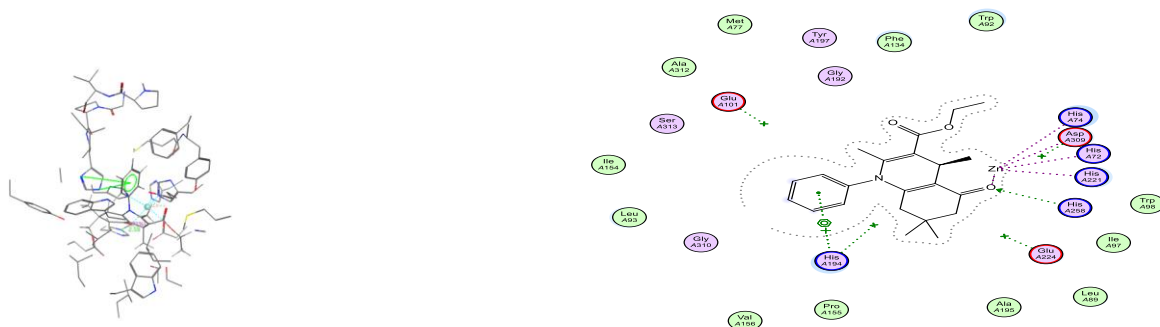 Met
A77
Trp
A92
Tyr
A197
Phe
A134
Ala
A312
Gly
A192
Glu
A101
Ser
A313
His
A74
Asp
A309
His
A72
His
A221
His
A258
Ile
A154
Leu
A93
Gly
A310
His
A194
Trp
A98
Ile
A97
Glu
A224
Leu
A89
Ala
A195
Pro
A155
Val
A156
O
O
N
O
Zn